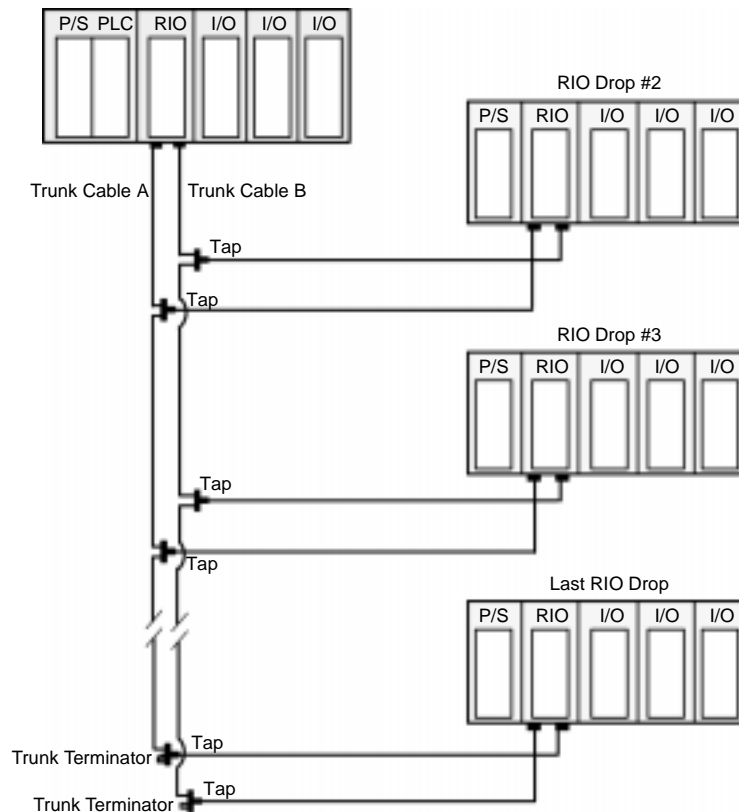 P/S PLC RIO I/O I/O I/O
RIO Drop #2
P/S RIO I/O I/O I/O
Trunk Cable A Trunk Cable B
Tap
Tap
RIO Drop #3
P/S RIO I/O I/O I/O
Tap
Tap
Last RIO Drop
P/S RIO I/O I/O I/O
Tap
Trunk Terminator
Tap
Trunk Terminator